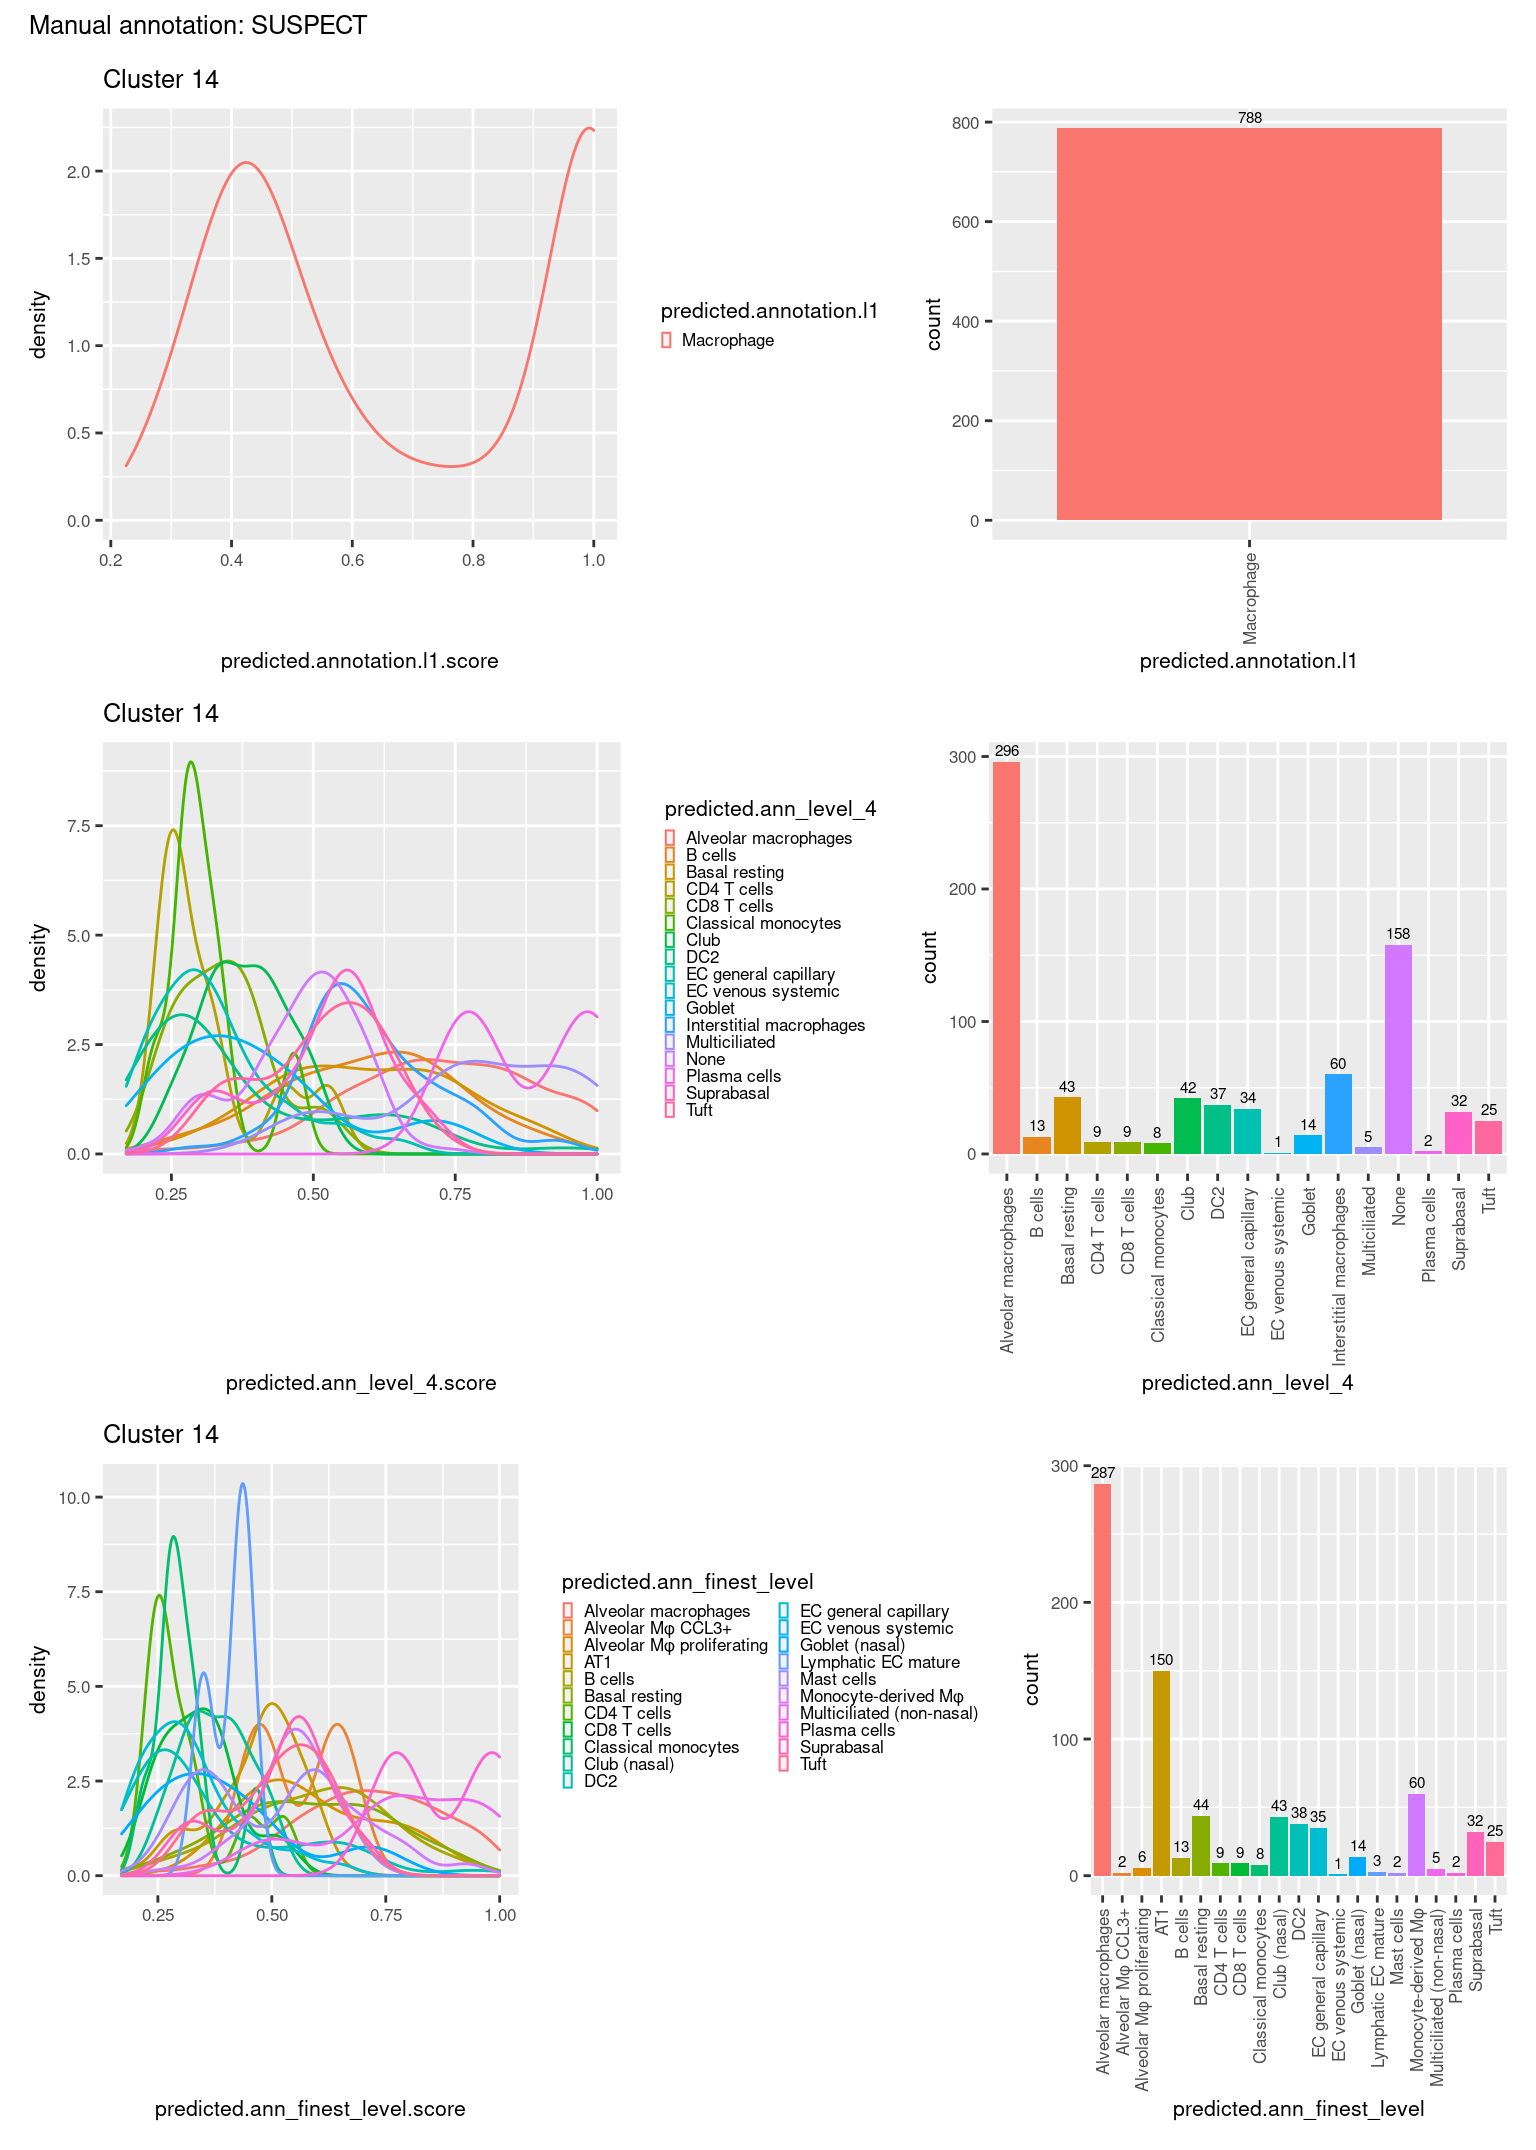 Manual annotation: SUSPECT
Cluster 14
density
0.0
0.5
1.0
1.5
2.0
0.2
0.4
0.6
0.8
1.0
predicted.annotation.l1.score
predicted.annotation.l1
Macrophage
count
800
600
400
200
0
788
Macrophage
predicted.annotation.l1
Cluster 14
density
7.5
5.0
2.5
0.0
0.25
0.50
0.75
1.00
predicted.ann_level_4.score
predicted.ann_level_4
Alveolar macrophages
B cells
Basal resting
CD4 T cells
CD8 T cells
Classical monocytes
Club
DC2
EC general capillary
EC venous systemic
Goblet
Interstitial macrophages
Multiciliated
None
Plasma cells
Suprabasal
Tuft
count
300
200
100
0
296
13
43
9
9
8
42
37
34
1
14
60
5
158
2
32
25
Alveolar macrophages
B cells
Basal resting
CD4 T cells
CD8 T cells
Classical monocytes
Club
DC2
EC general capillary
EC venous systemic
Goblet
Interstitial macrophages
Multiciliated
None
Plasma cells
Suprabasal
Tuft
predicted.ann_level_4
Cluster 14
density
10.0
7.5
5.0
2.5
0.0
0.25
0.50
0.75
1.00
predicted.ann_finest_level.score
predicted.ann_finest_level
Alveolar macrophages
Alveolar Mφ CCL3+
Alveolar Mφ proliferating
AT1
B cells
Basal resting
CD4 T cells
CD8 T cells
Classical monocytes
Club (nasal)
DC2
EC general capillary
EC venous systemic
Goblet (nasal)
Lymphatic EC mature
Mast cells
Monocyte-derived Mφ
Multiciliated (non-nasal)
Plasma cells
Suprabasal
Tuft
count
300
200
100
0
287
2
6
150
13
44
9
9
8
43
38
35
1
14
3
2
60
5
2
32
25
Alveolar macrophages
Alveolar Mφ CCL3+
Alveolar Mφ proliferating
AT1
B cells
Basal resting
CD4 T cells
CD8 T cells
Classical monocytes
Club (nasal)
DC2
EC general capillary
EC venous systemic
Goblet (nasal)
Lymphatic EC mature
Mast cells
Monocyte-derived Mφ
Multiciliated (non-nasal)
Plasma cells
Suprabasal
Tuft
predicted.ann_finest_level